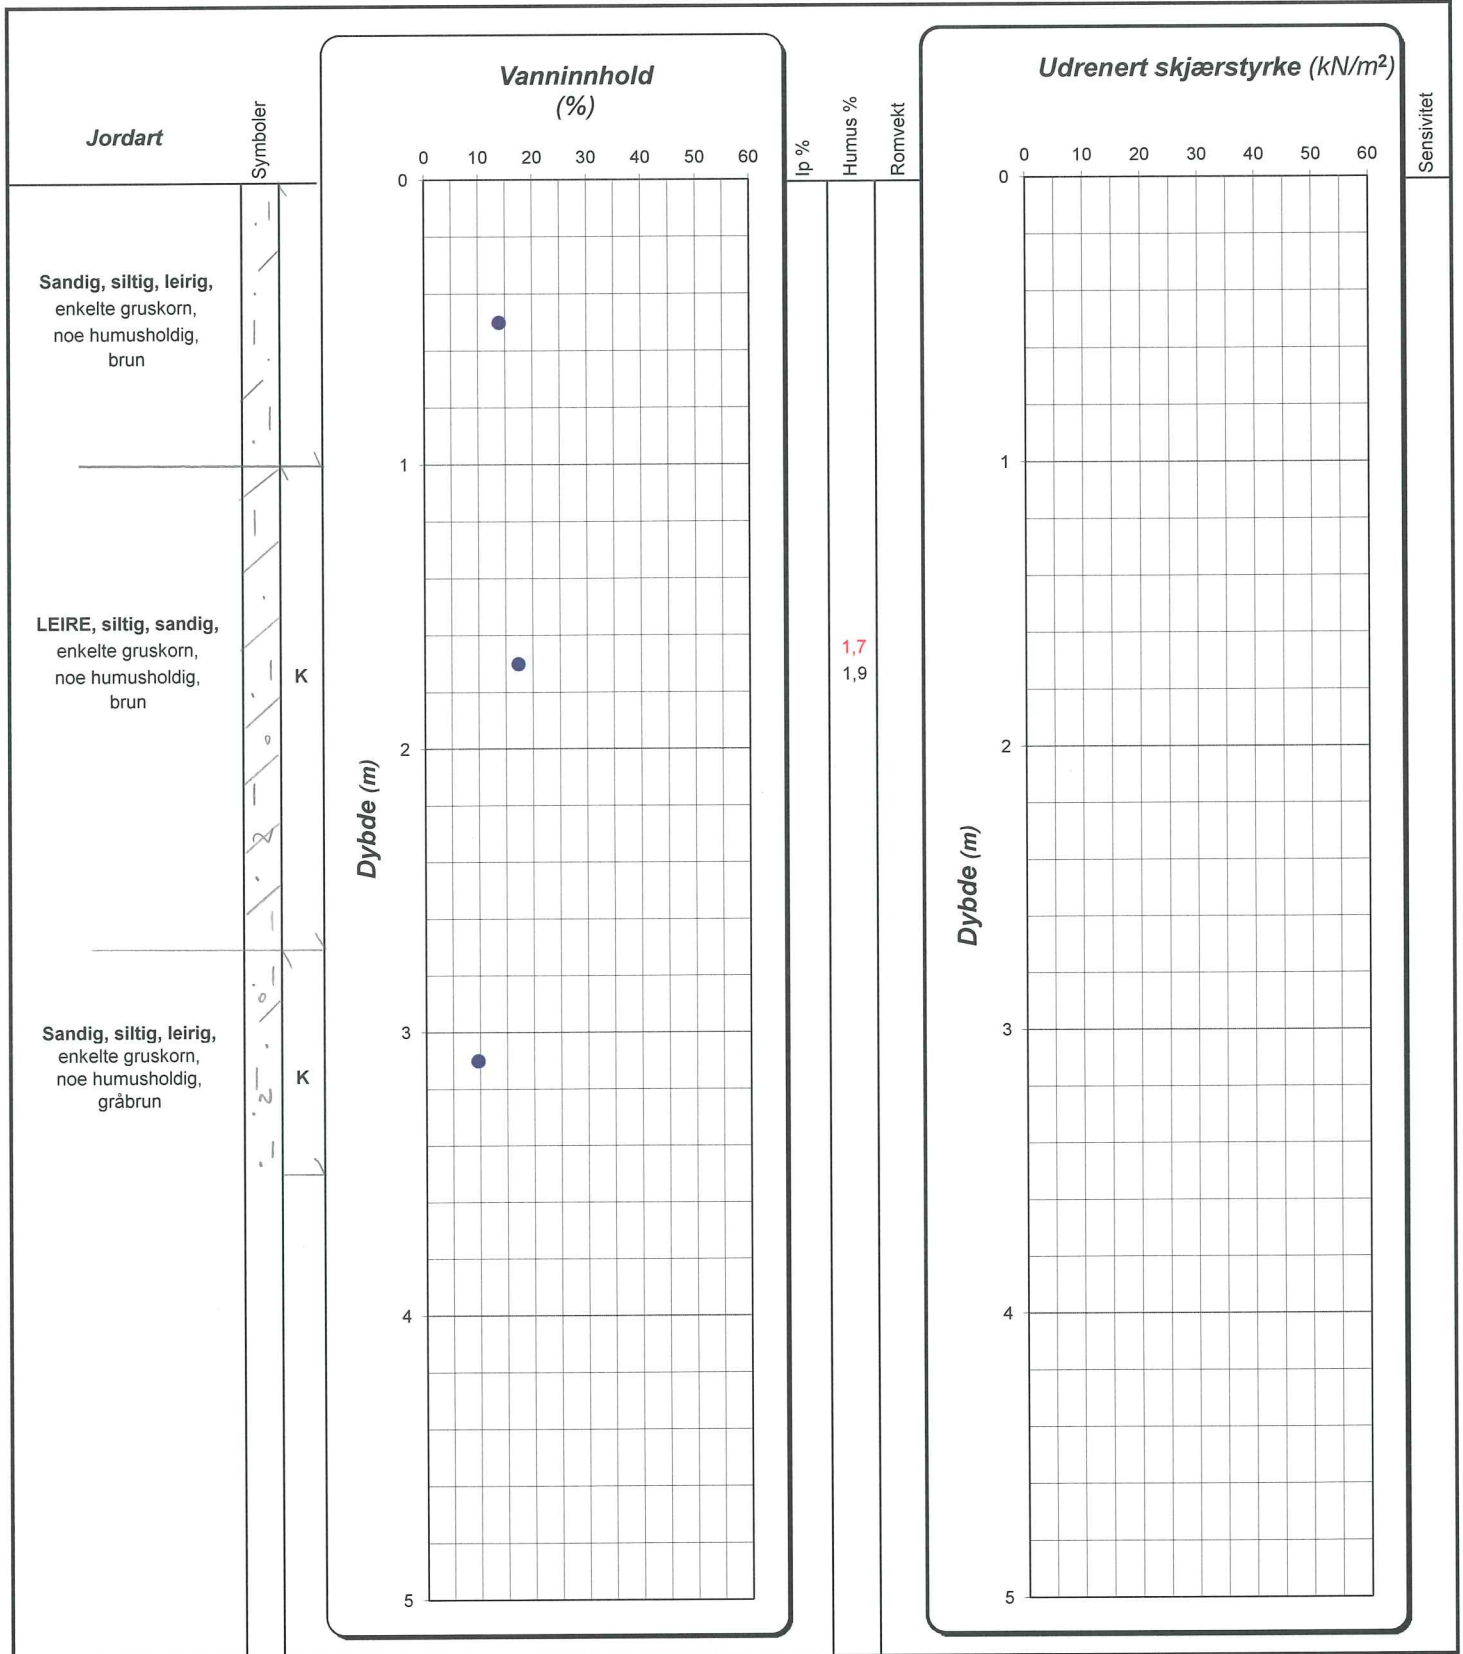 Jordart
Symboler
Vanninnhold
(%)
0 10 20 30 40 50 60
Ip %
Humus %
Romvekt
Udrenert skjærstyrke (kN/m²)
0 10 20 30 40 50 60
Sensivitet
Sandig, siltig, leirig,
enkelte gruskorn,
noe humusholdig,
brun
LEIRE, siltig, sandig,
enkelte gruskorn,
noe humusholdig,
brun
K
Sandig, siltig, leirig,
enkelte gruskorn,
noe humusholdig,
gråbrun
K
Dybde (m)
0
1
2
3
4
5
1,7
1,9
Dybde (m)
0
1
2
3
4
5